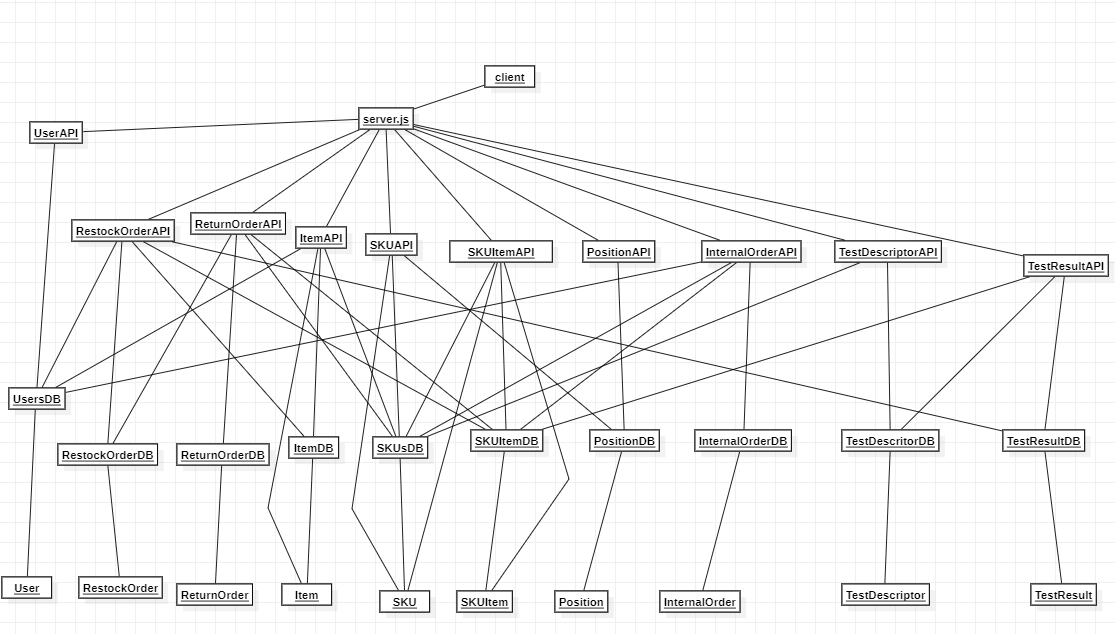 client
server.js
UserAPI
RestockOrderAPI
ReturnOrderAPI
ItemAPI
SKUAPI
SKUItemAPI
PositionAPI
InternalOrderAPI
TestDescriptorAPI
TestResultAPI
UsersDB
RestockOrderDB
ReturnOrderDB
ItemDB
SKUsDB
SKUItemDB
PositionDB
InternalOrderDB
TestDescritorDB
TestResultDB
User
RestockOrder
ReturnOrder
Item
SKU
SKUItem
Position
InternalOrder
TestDescriptor
TestResult